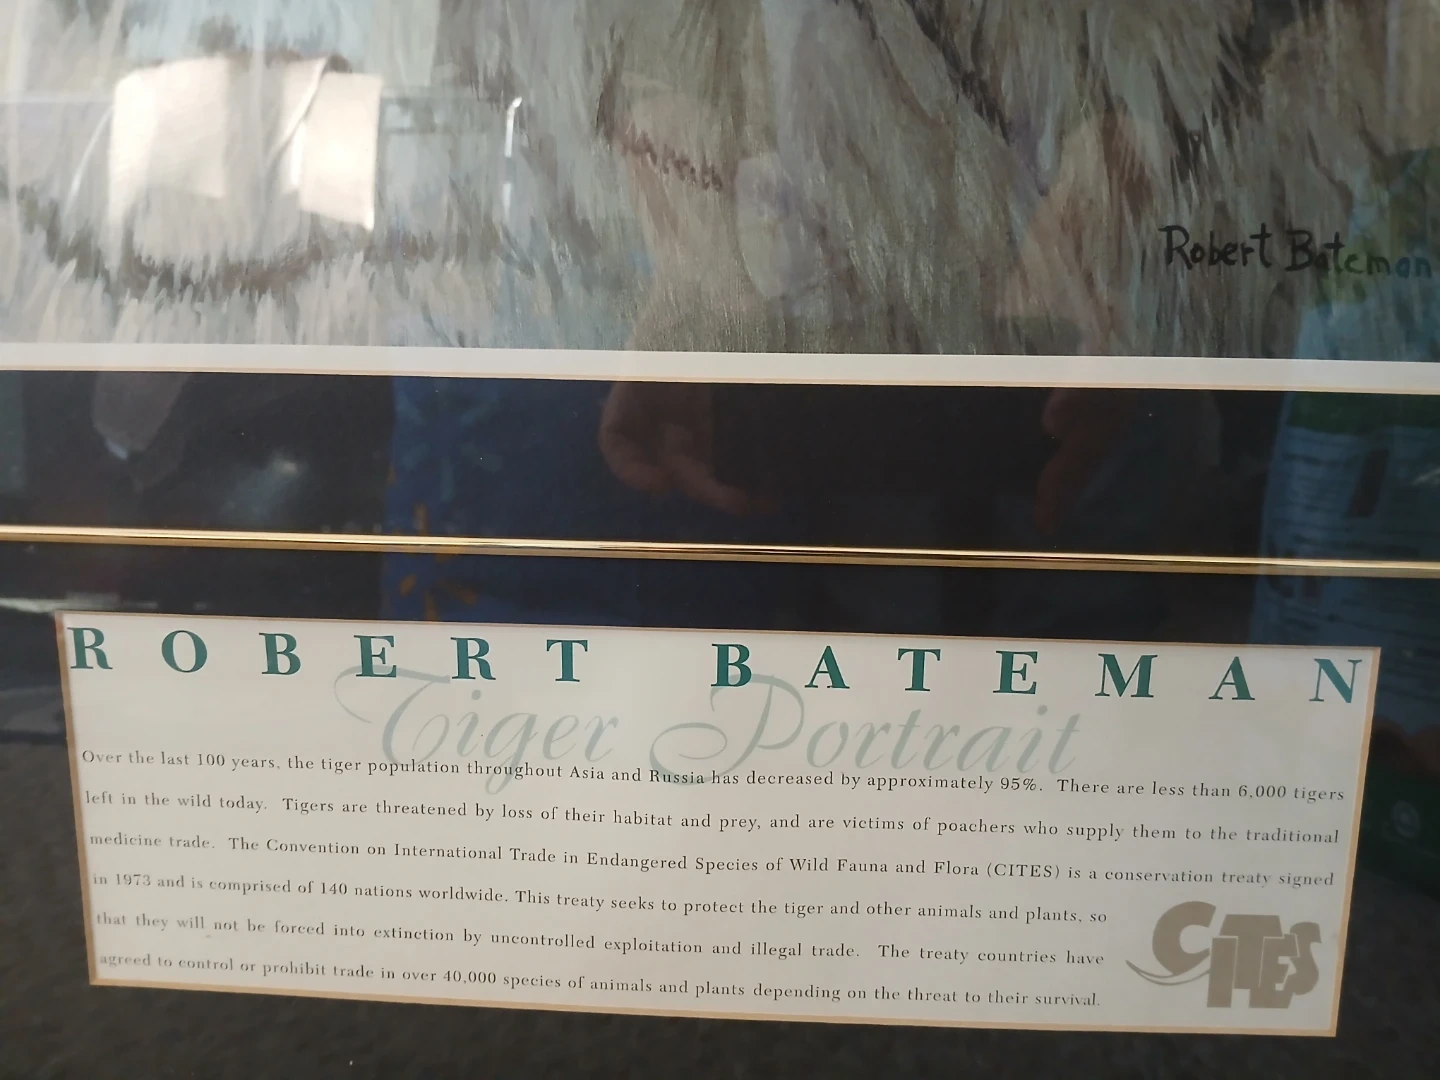 Robert Bateman
ROBERT BATEMAN
Tiger Portrait
Over the last 100 years, the tiger population throughout Asia and Russia has decreased by approximately 95%. There are less than 6,000 tigers
left in the wild today. Tigers are threatened by loss of their habitat and prey, and are victims of poachers who supply them to the traditional
medicine trade. The Convention on International Trade in Endangered Species of Wild Fauna and Flora (CITES) is a conservation treaty signed
in 1973 and is comprised of 140 nations worldwide. This treaty seeks to protect the tiger and other animals and plants, so
that they will not be forced into extinction by uncontrolled exploitation and illegal trade. The treaty countries have
agreed to control or prohibit trade in over 40,000 species of animals and plants depending on the threat to their survival.
CITES